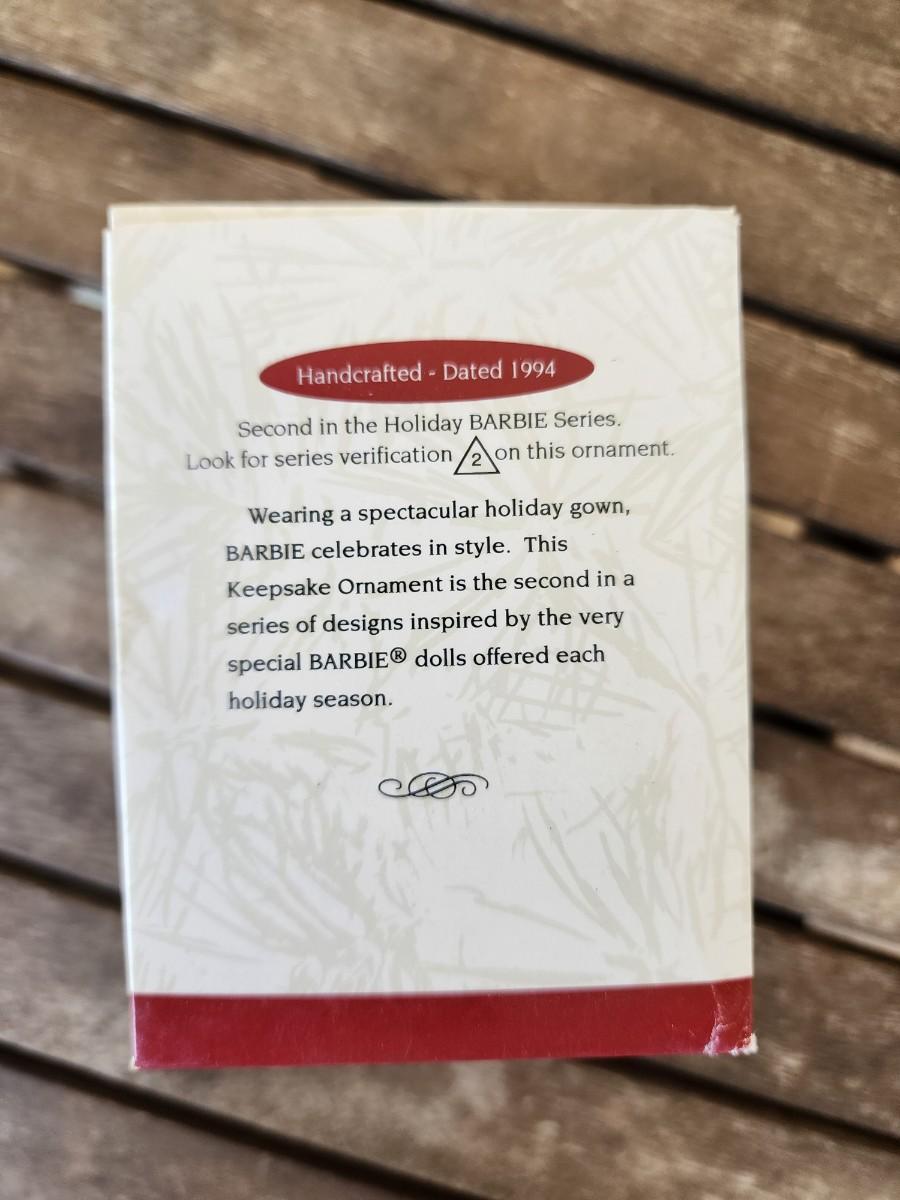 Handcrafted - Dated 1994
Second in the Holiday BARBIE Series.
Look for series verification 2 on this ornament.
Wearing a spectacular holiday gown,
BARBIE celebrates in style. This
Keepsake Ornament is the second in a
series of designs inspired by the very
special BARBIE® dolls offered each
holiday season.